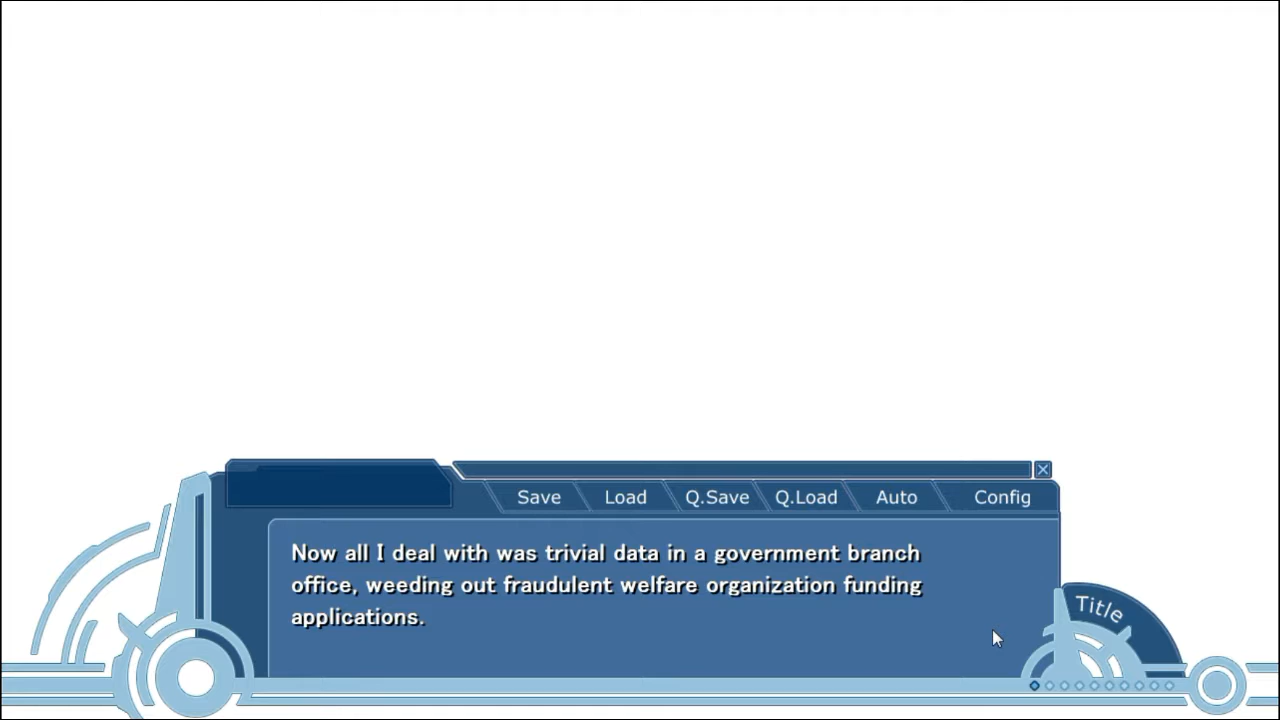 Save Load Q.Save Q.Load Auto Config
Now all I deal with was trivial data in a government branch
office, weeding out fraudulent welfare organization funding
applications.
Title